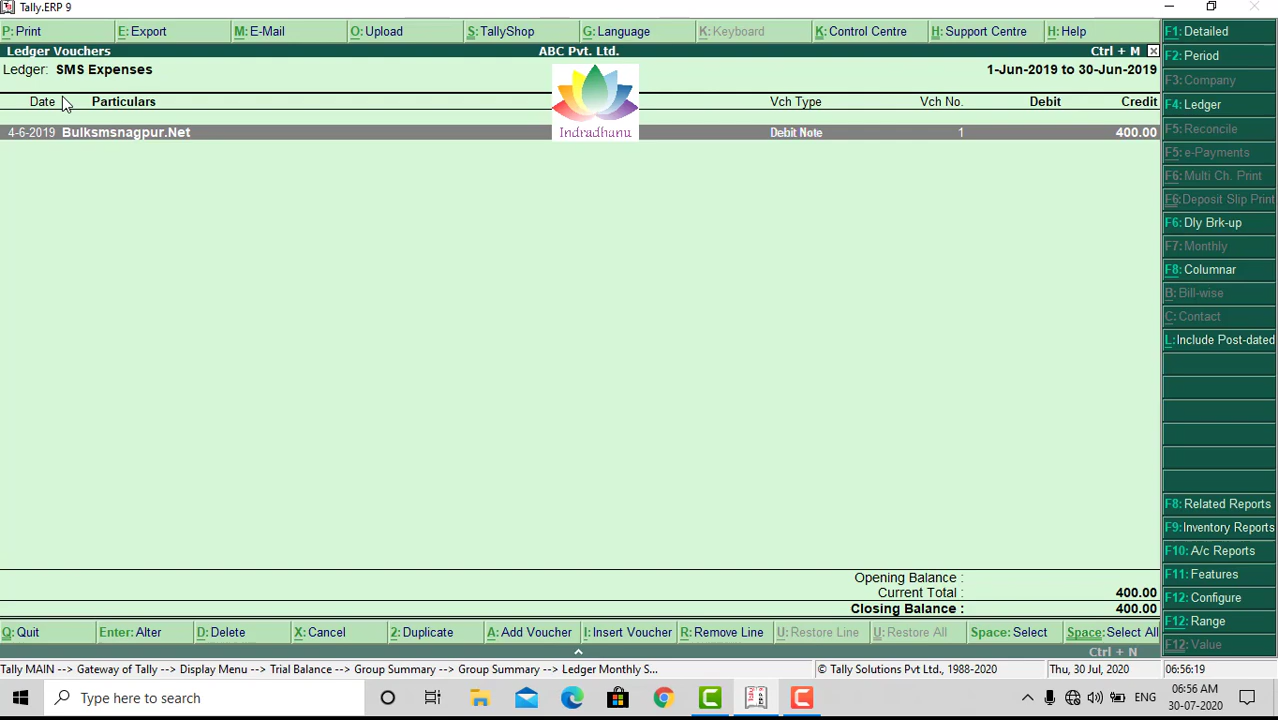 Tally.ERP 9
P: Print E: Export M: E-Mail O: Upload S: TallyShop G: Language K: Keyboard K: Control Centre H: Support Centre H: Help
Ledger Vouchers ABC Pvt. Ltd. Ctrl + M
Ledger: SMS Expenses 1-Jun-2019 to 30-Jun-2019
Indradhanu
Date Particulars Vch Type Vch No. Debit Credit
4-6-2019 Bulksmsnagpur.Net Debit Note 1 400.00
Opening Balance :
Current Total : 400.00
Closing Balance : 400.00
Q: Quit Enter: Alter D: Delete X: Cancel 2: Duplicate A: Add Voucher I: Insert Voucher R: Remove Line U: Restore Line U: Restore All Space: Select Space: Select All
Ctrl + N
F1: Detailed
F2: Period
F3: Company
F4: Ledger
F5: Reconcile
F5: e-Payments
F6: Multi Ch. Print
F6: Deposit Slip Print
F6: Dly Brk-up
F7: Monthly
F8: Columnar
B: Bill-wise
C: Contact
L: Include Post-dated
F8: Related Reports
F9: Inventory Reports
F10: A/c Reports
F11: Features
F12: Configure
F12: Range
F12: Value
Tally MAIN --> Gateway of Tally --> Display Menu --> Trial Balance --> Group Summary --> Group Summary --> Ledger Monthly S... © Tally Solutions Pvt Ltd., 1988-2020 Thu, 30 Jul, 2020 06:56:19
Type here to search ENG 06:56 AM
30-07-2020